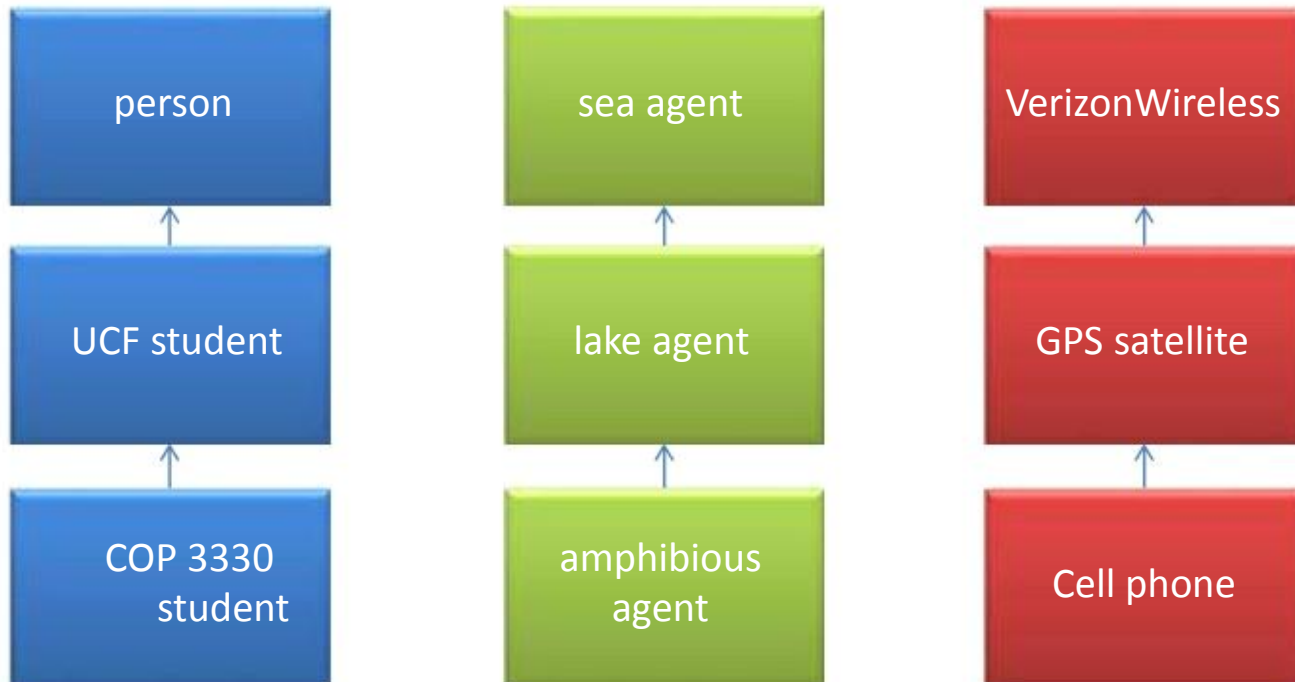 person
sea agent
VerizonWireless
UCF student
lake agent
GPS satellite
COP 3330
student
amphibious
agent
Cell phone